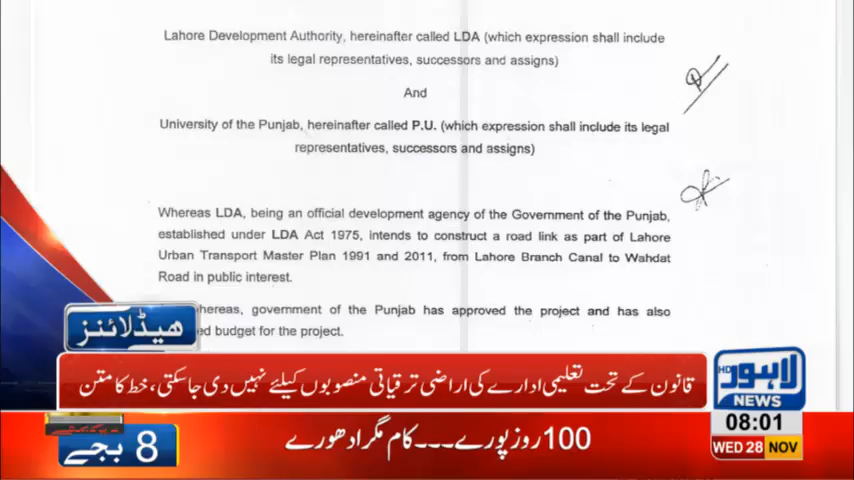 Lahore Development Authority, hereinafter called LDA (which expression shall include
its legal representatives, successors and assigns)
And
University of the Punjab, hereinafter called P.U. (which expression shall include its legal
representatives, successors and assigns)
Whereas LDA, being an official development agency of the Government of the Punjab,
established under LDA Act 1975, intends to construct a road link as part of Lahore
Urban Transport Master Plan 1991 and 2011, from Lahore Branch Canal to Wahdat
Road in public interest.
hereas, government of the Punjab has approved the project and has also
ed budget for the project.
ہیڈلائنز
قانون کے تحت تعلیمی ادارے کی اراضی ترقیاتی منصوبوں کیلئے نہیں دی جاسکتی، خط کا متن
HD لاہور
NEWS
08:01
WED 28 NOV
8 بجے
100 روز پورے۔۔۔کام مگر ادھورے